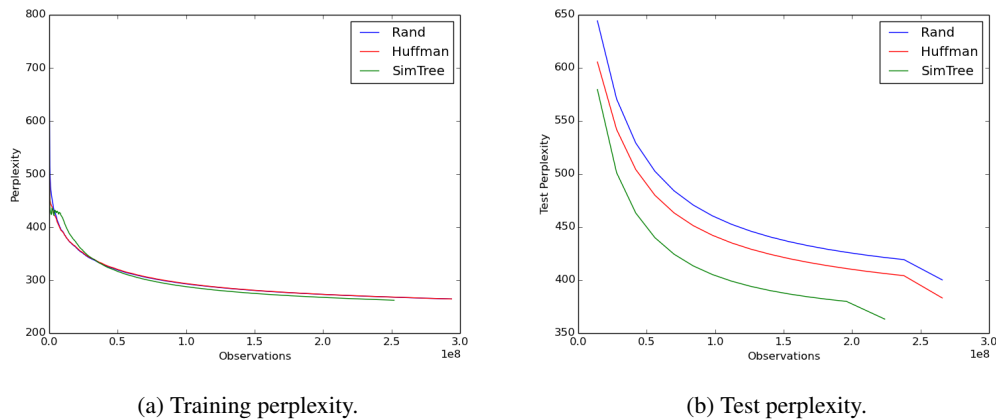 800
700
600
500
400
300
200
Perplexity
0.0
0.5
1.0
1.5
2.0
2.5
3.0
1e8
Observations
Rand
Huffman
SimTree
(a) Training perplexity.
650
600
550
500
450
400
350
Test Perplexity
0.0
0.5
1.0
1.5
2.0
2.5
3.0
1e8
Observations
Rand
Huffman
SimTree
(b) Test perplexity.